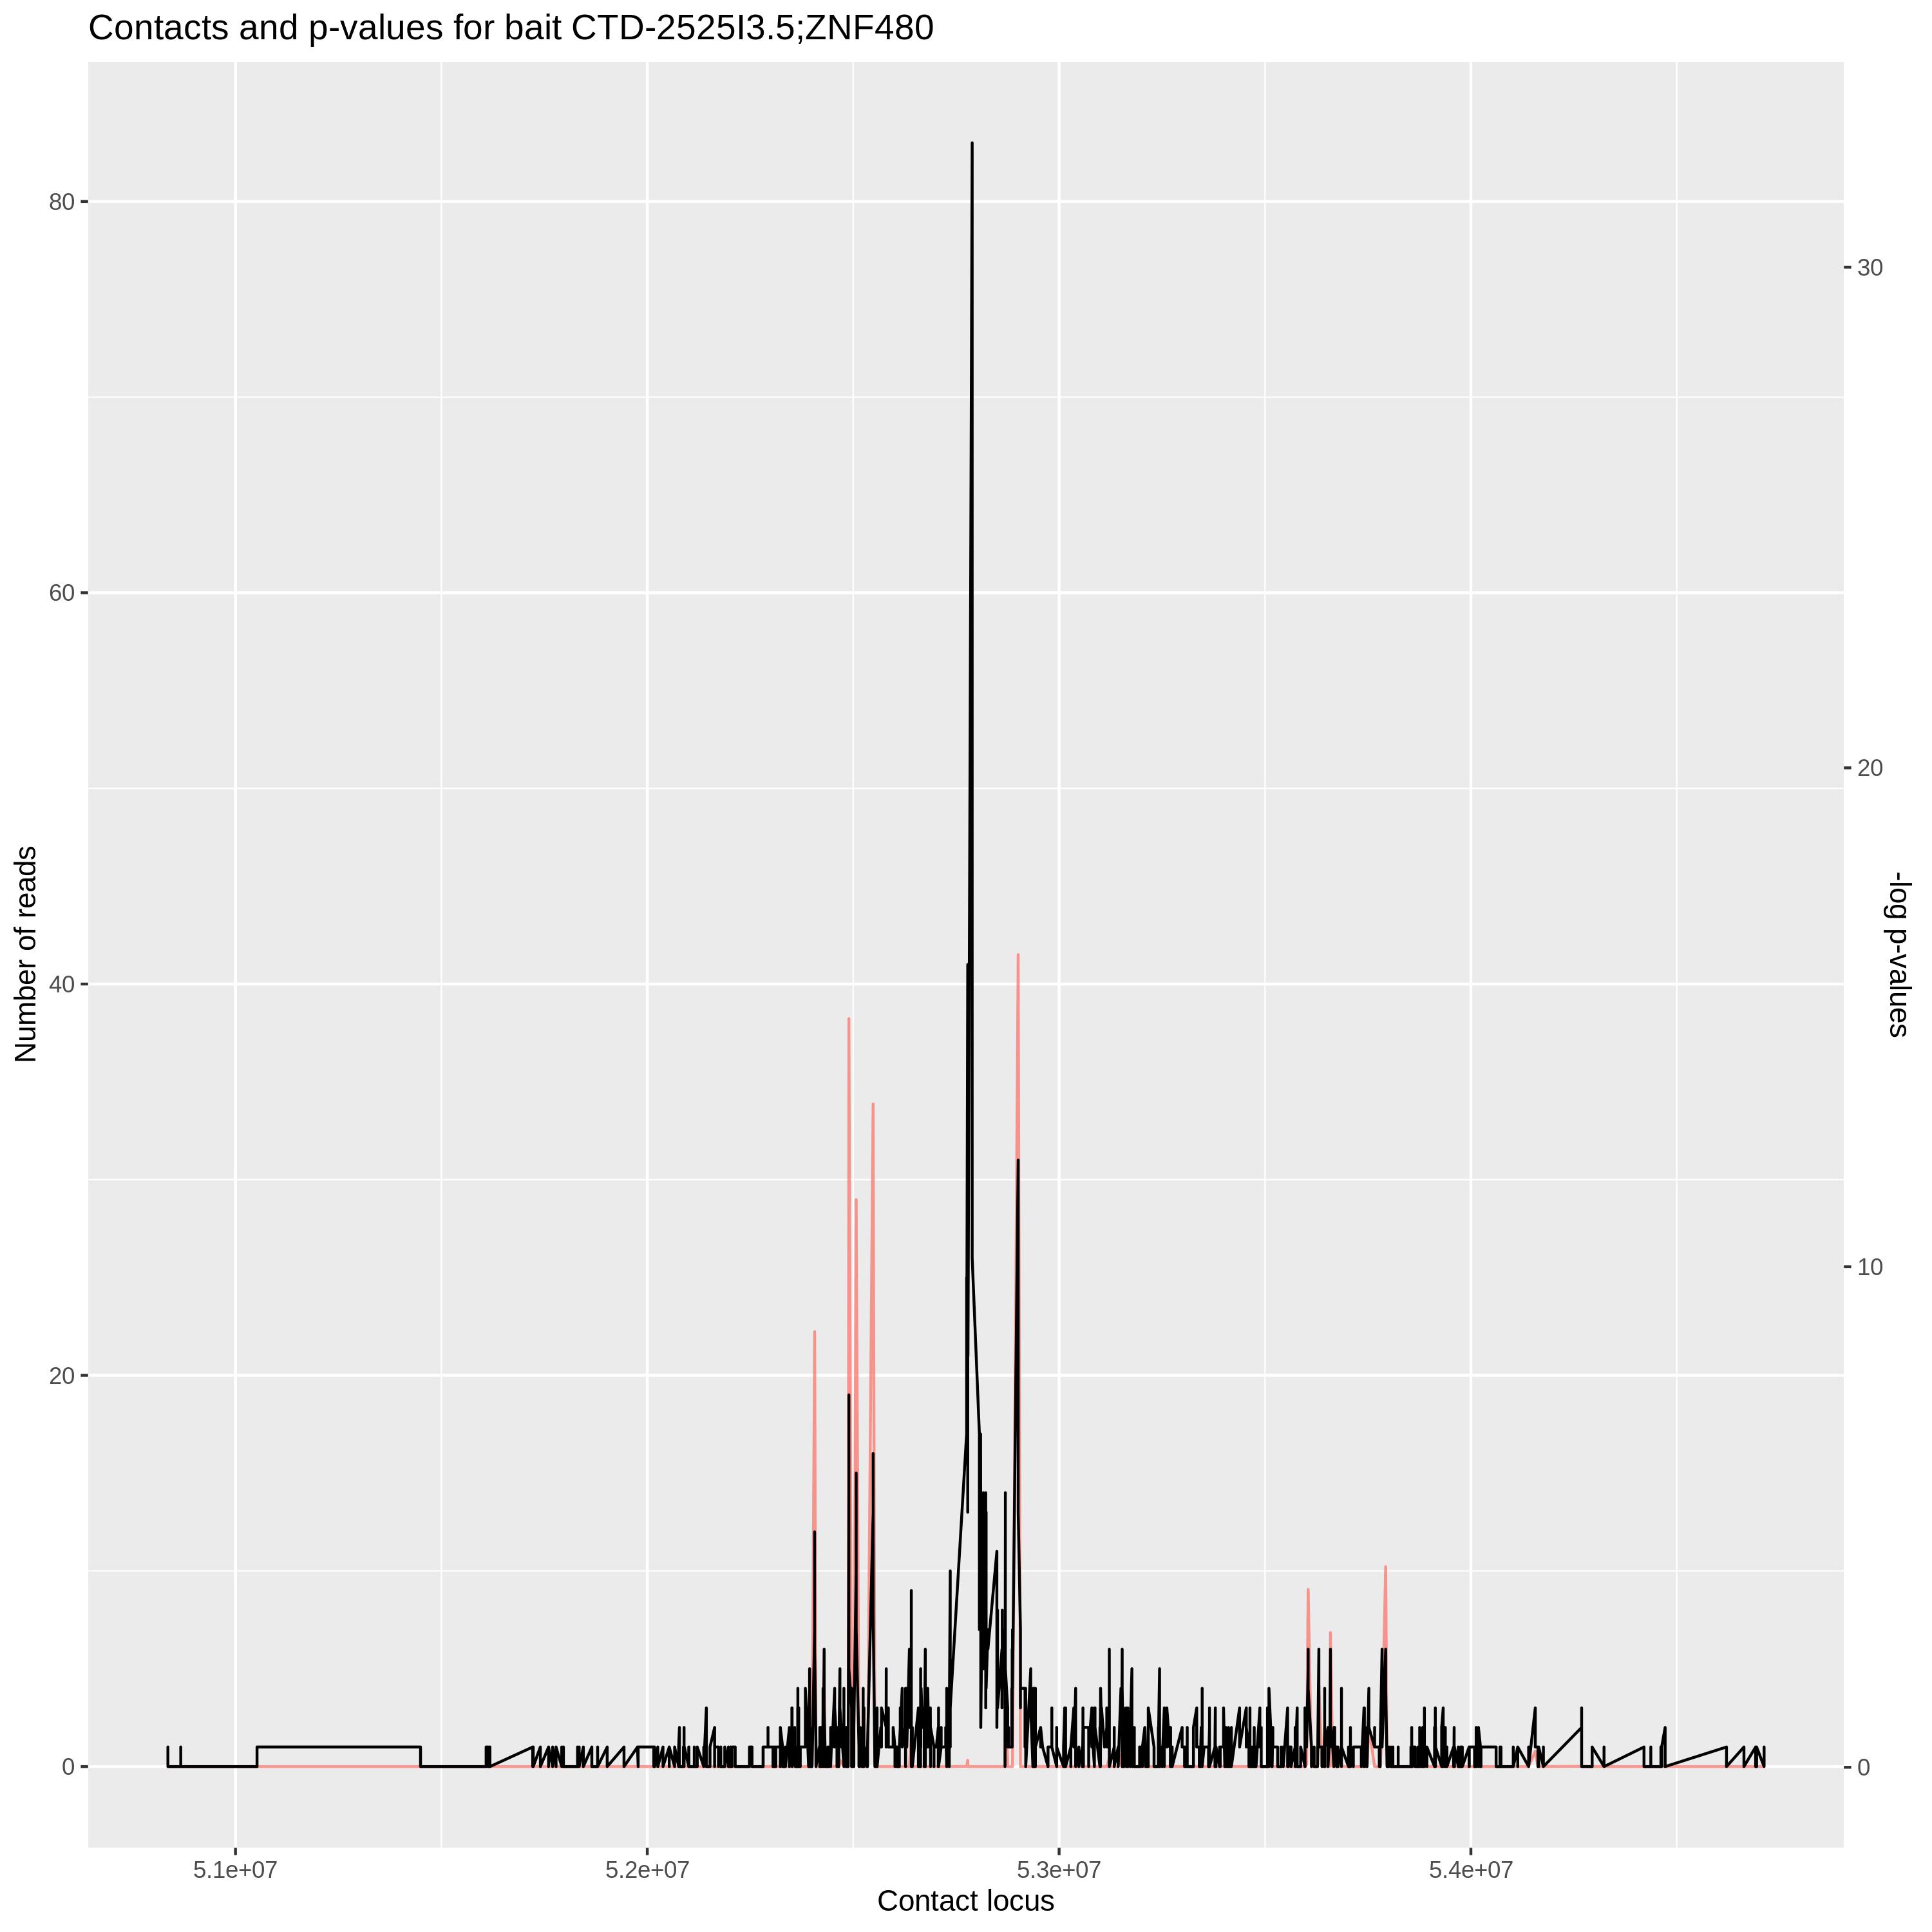 Contacts and p-values for bait CTD-2525I3.5;ZNF480
80
60
40
20
0
Number of reads
30
20
10
0
-log p-values
5.1e+07 5.2e+07 5.3e+07 5.4e+07
Contact locus